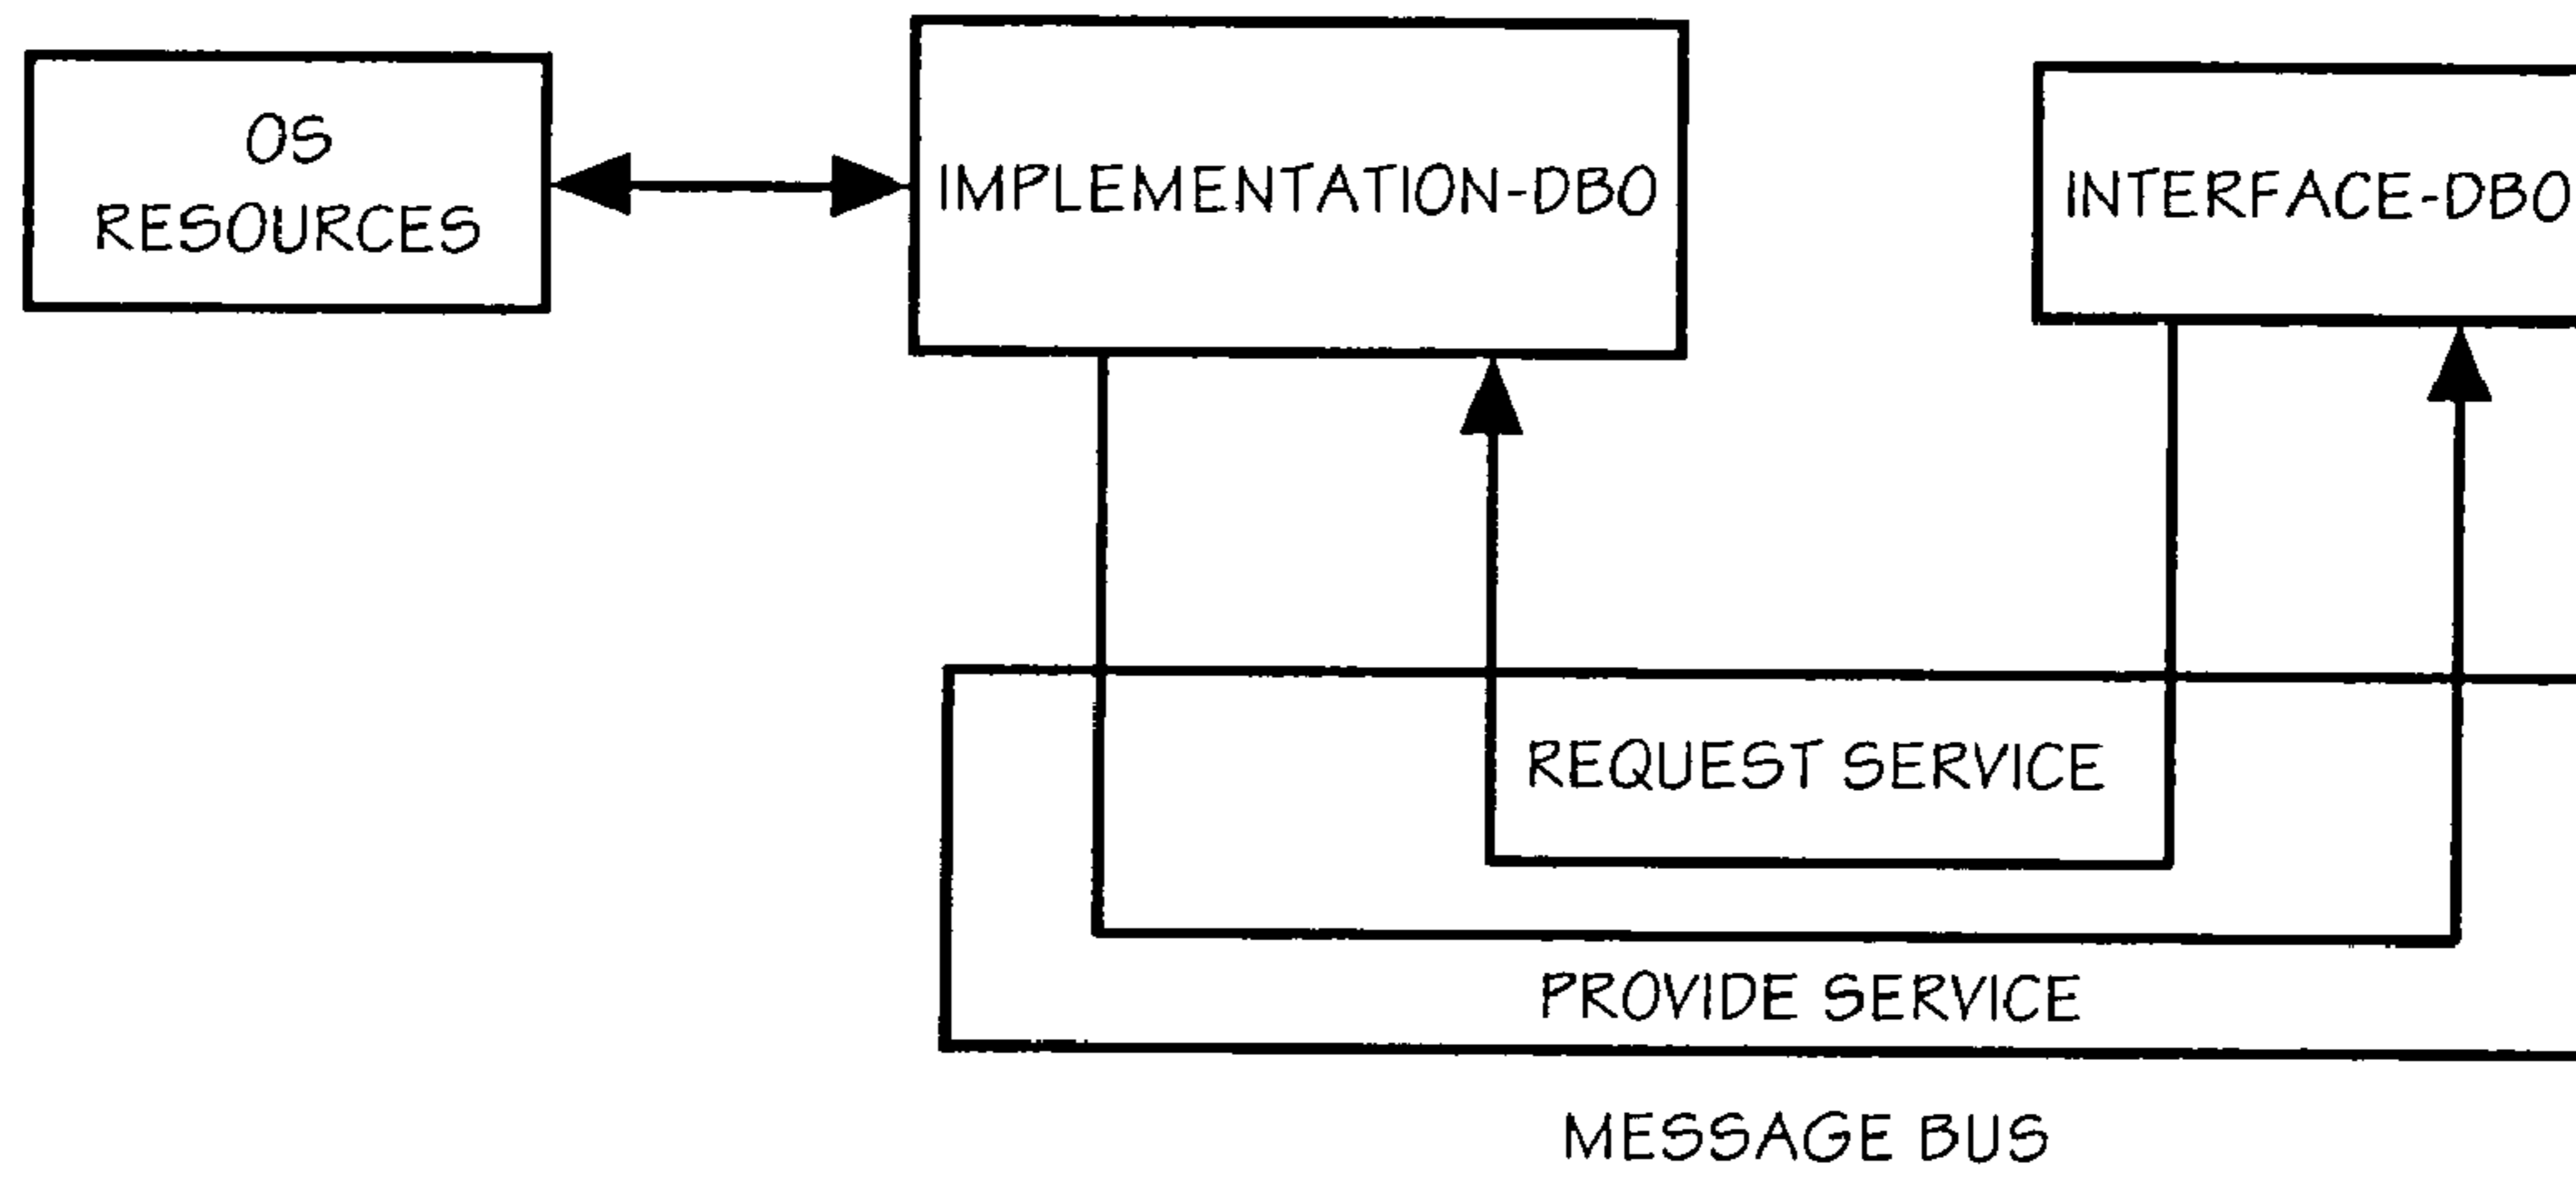 OS
RESOURCES
IMPLEMENTATION-DBO
INTERFACE-DBO
REQUEST SERVICE
PROVIDE SERVICE
MESSAGE BUS